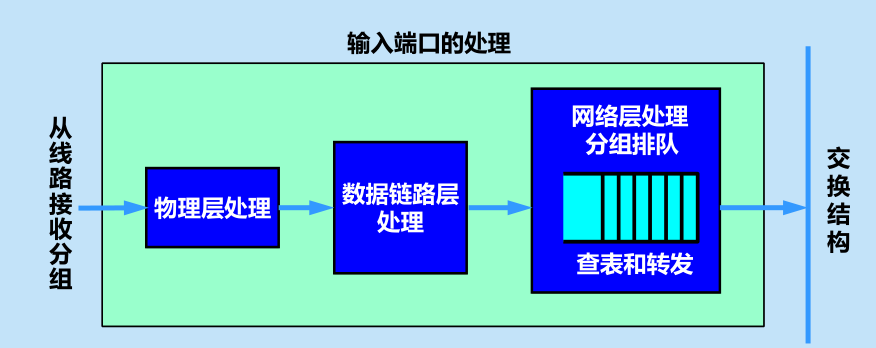 输入端口的处理
从线路接收分组
物理层处理
数据链路层
处理
网络层处理
分组排队
查表和转发
交换结构